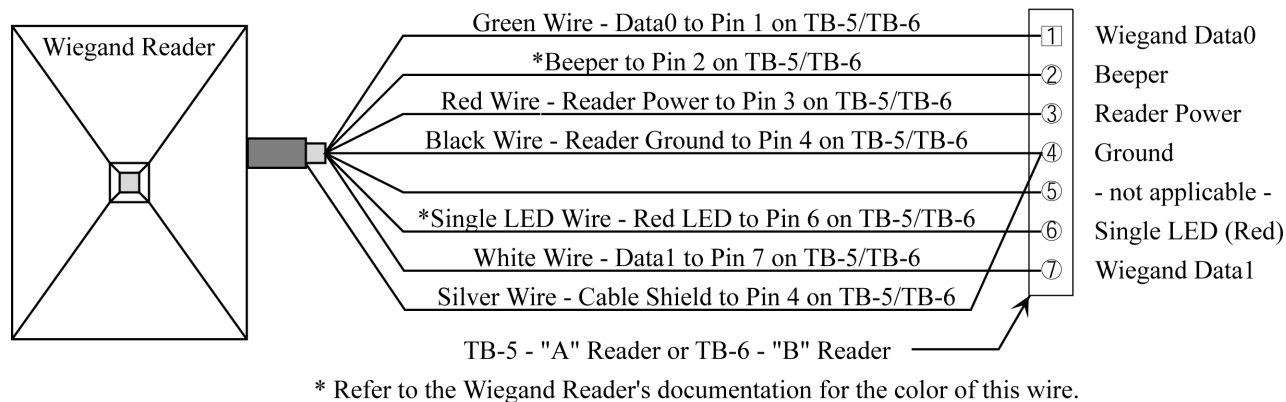 Wiegand Reader
Green Wire - Data0 to Pin 1 on TB-5/TB-6
*Beeper to Pin 2 on TB-5/TB-6
Red Wire - Reader Power to Pin 3 on TB-5/TB-6
Black Wire - Reader Ground to Pin 4 on TB-5/TB-6
*Single LED Wire - Red LED to Pin 6 on TB-5/TB-6
White Wire - Data1 to Pin 7 on TB-5/TB-6
Silver Wire - Cable Shield to Pin 4 on TB-5/TB-6
1 Wiegand Data0
2 Beeper
3 Reader Power
4 Ground
5 - not applicable -
6 Single LED (Red)
7 Wiegand Data1
TB-5 - "A" Reader or TB-6 - "B" Reader
* Refer to the Wiegand Reader's documentation for the color of this wire.